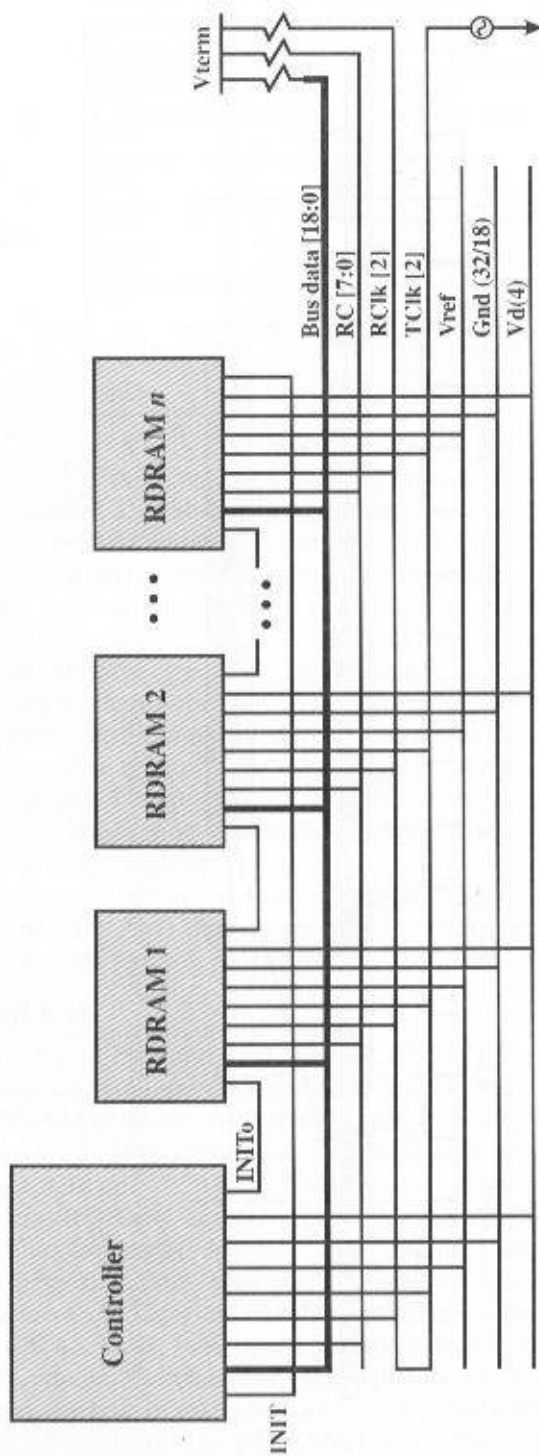 Controller
RDRAM 1
RDRAM 2
• • •
RDRAM n
Vterm
INIT
INITo
• • •
Bus data [18:0]
RC [7:0]
RClk [2]
TClk [2]
Vref
Gnd (32/18)
Vd(4)